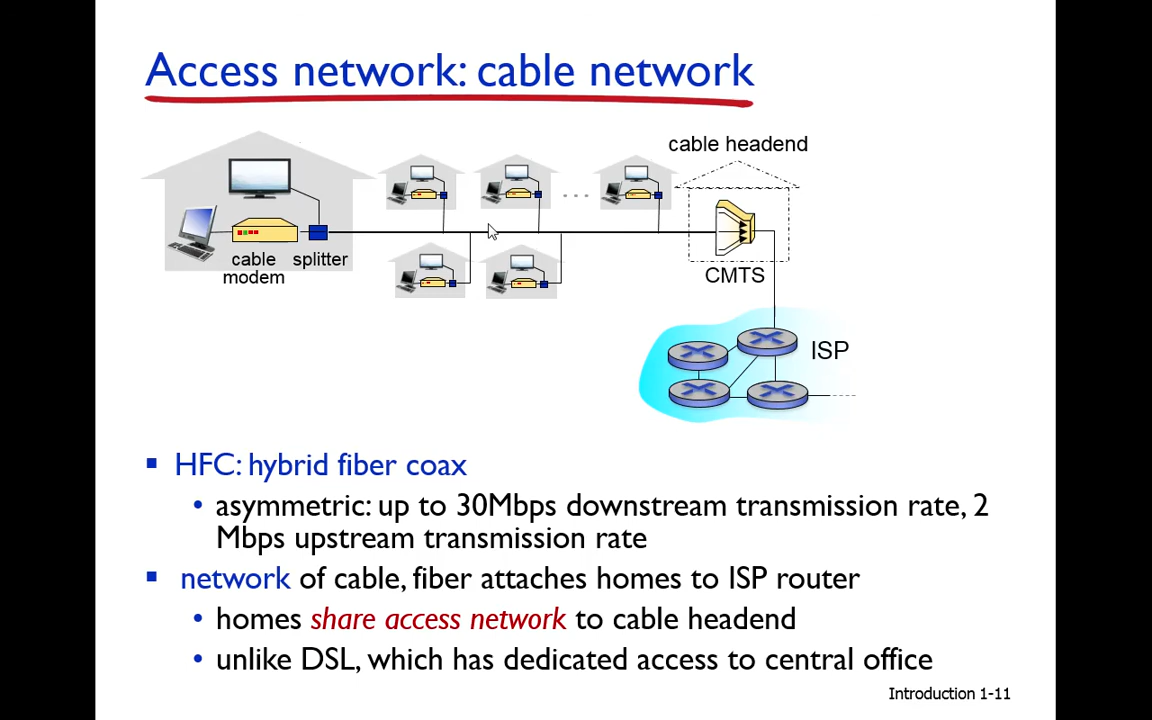 Access network: cable network
cable headend
cable splitter
modem
CMTS
ISP
HFC: hybrid fiber coax
asymmetric: up to 30Mbps downstream transmission rate, 2
Mbps upstream transmission rate
network of cable, fiber attaches homes to ISP router
homes share access network to cable headend
unlike DSL, which has dedicated access to central office
Introduction 1-11